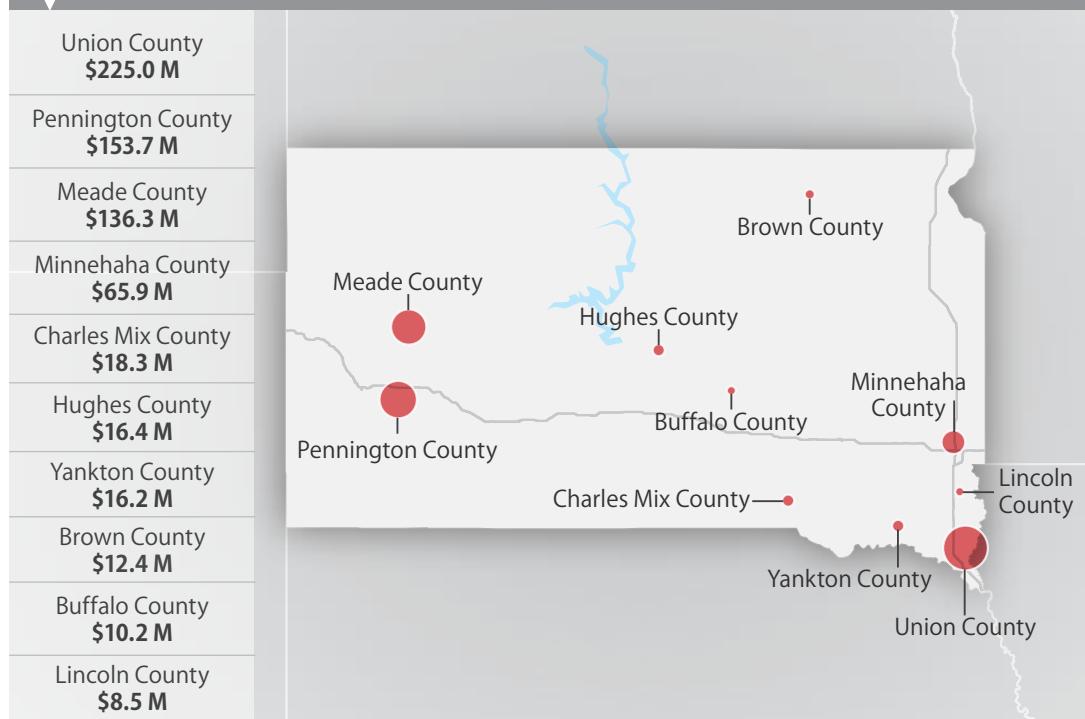 Union County
$225.0 M
Pennington County
$153.7 M
Meade County
$136.3 M
Minnehaha County
$65.9 M
Charles Mix County
$18.3 M
Hughes County
$16.4 M
Yankton County
$16.2 M
Brown County
$12.4 M
Buffalo County
$10.2 M
Lincoln County
$8.5 M
Brown County
Meade County
Hughes County
Minnehaha
County
Buffalo County
Pennington County
Lincoln
County
Charles Mix County
Yankton County
Union County